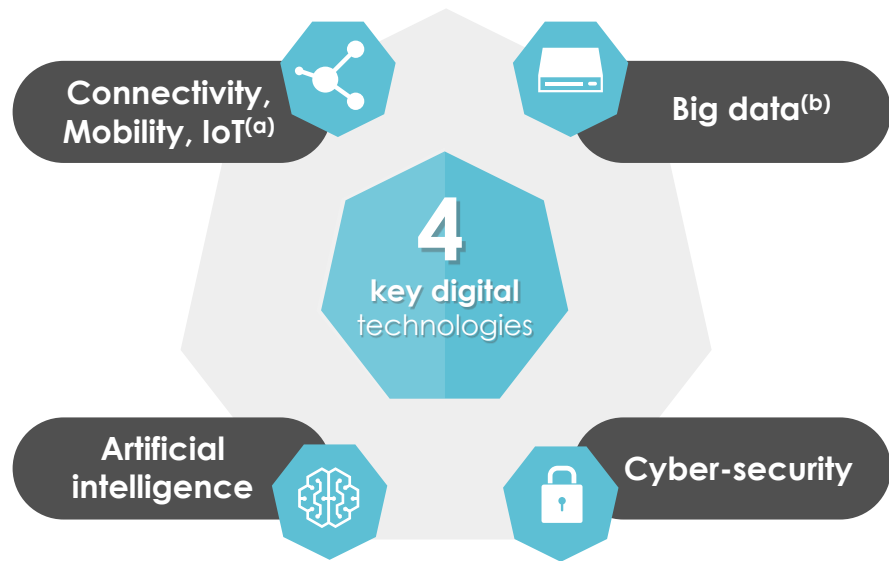 Connectivity,
Mobility, IoT(a)
Big data(b)
4
key digital
technologies
Artificial
intelligence
Cyber-security